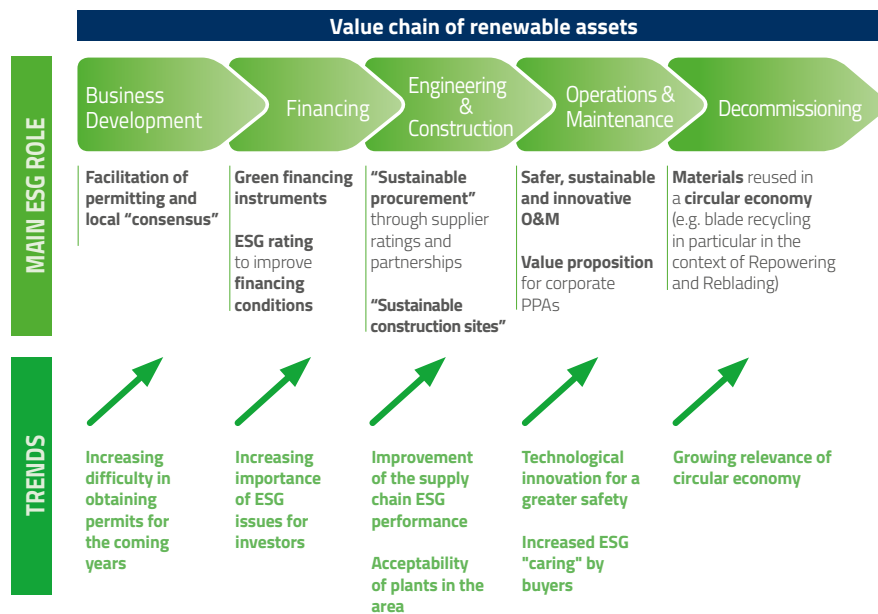 Value chain of renewable assets
MAIN ESG ROLE
Business
Development
Financing
Engineering
&
Construction
Operations &
Maintenance
Decommissioning
Facilitation of
permitting and
local “consensus”
Green financing
instruments
ESG rating
to improve
financing
conditions
“Sustainable
procurement”
through supplier
ratings and
partnerships
“Sustainable
construction sites”
Safer, sustainable
and innovative
O&M
Value proposition
for corporate
PPAs
Materials reused in
a circular economy
(e.g. blade recycling
in particular in the
context of Repowering
and Reblading)
TRENDS
Increasing
difficulty in
obtaining
permits for
the coming
years
Increasing
importance
of ESG
issues for
investors
Improvement
of the supply
chain ESG
performance
Acceptability
of plants in the
area
Technological
innovation for a
greater safety
Increased ESG
"caring" by
buyers
Growing relevance of
circular economy